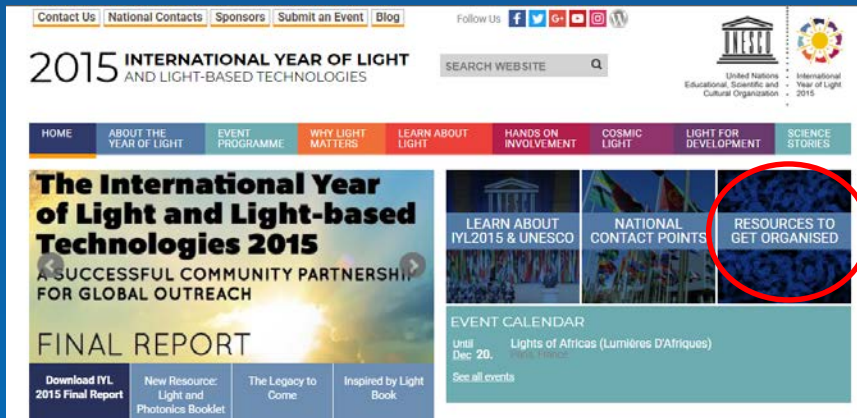 Contact Us National Contacts Sponsors Submit an Event Blog
Follow Us
2015 INTERNATIONAL YEAR OF LIGHT
AND LIGHT-BASED TECHNOLOGIES
SEARCH WEBSITE
UNESCO
United Nations
Educational, Scientific and
Cultural Organization
International
Year of Light
2015
HOME
ABOUT THE
YEAR OF LIGHT
EVENT
PROGRAMME
WHY LIGHT
MATTERS
LEARN ABOUT
LIGHT
HANDS ON
INVOLVEMENT
COSMIC
LIGHT
LIGHT FOR
DEVELOPMENT
SCIENCE
STORIES
The International Year
of Light and Light-based
Technologies 2015
A SUCCESSFUL COMMUNITY PARTNERSHIP
FOR GLOBAL OUTREACH
FINAL REPORT
Download IYL
2015 Final Report
New Resource:
Light and
Photonics Booklet
The Legacy to
Come
Inspired by Light
Book
LEARN ABOUT
IYL2015 & UNESCO
NATIONAL
CONTACT POINTS
RESOURCES TO
GET ORGANISED
EVENT CALENDAR
Until
Dec 20.
Lights of Africas (Lumières D'Afriques)
Paris, France
See all events